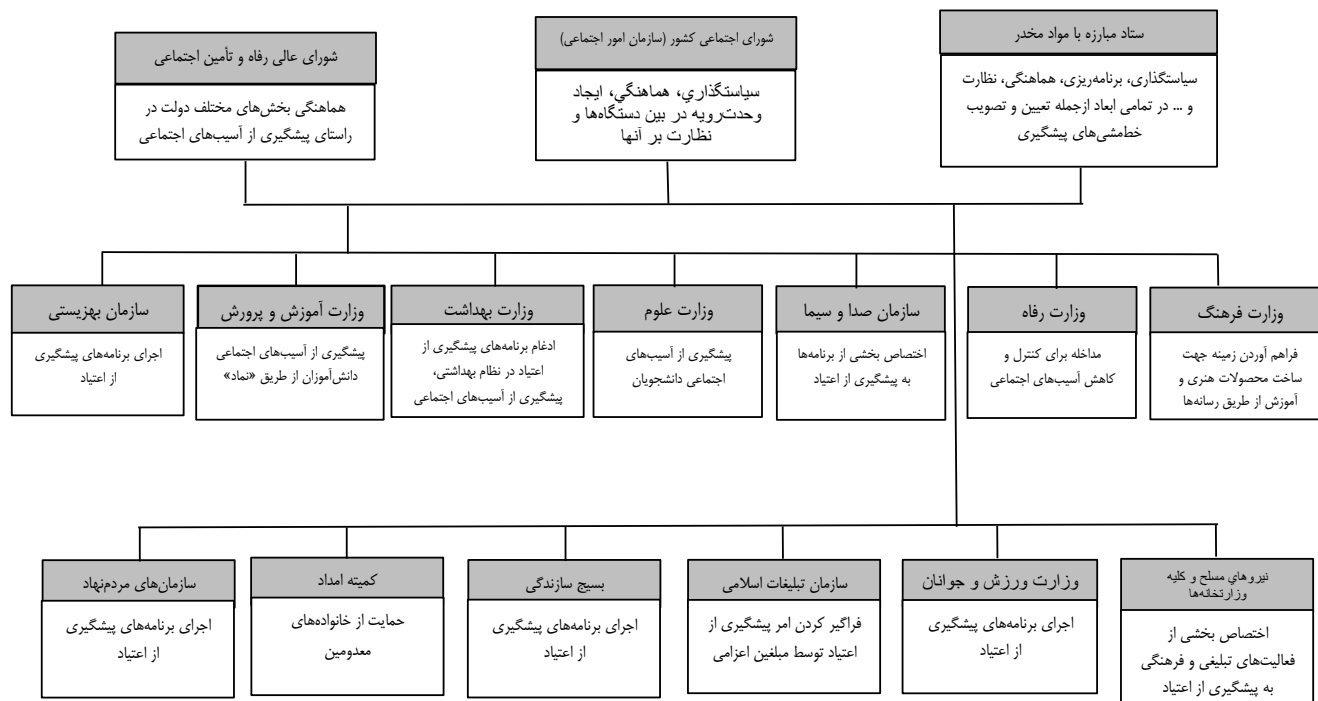 ستاد مبارزه با مواد مخدر
سیاستگذاری، برنامه‌ریزی، هماهنگی، نظارت
و ... در تمامی ابعاد ازجمله تعیین و تصویب
خط‌مشی‌های پیشگیری
شورای اجتماعی کشور (سازمان امور اجتماعی)
سياستگذاري، هماهنگي، ايجاد
وحدت‌رويه در بين دستگاه‌ها و
نظارت بر آنها
شورای عالی رفاه و تأمین اجتماعی
هماهنگی بخش‌های مختلف دولت در
راستای پیشگیری از آسیب‌های اجتماعی
وزارت فرهنگ
فراهم آوردن زمینه جهت
ساخت محصولات هنری و
آموزش از طریق رسانه‌ها
وزارت رفاه
مداخله برای کنترل و
کاهش آسیب‌های اجتماعی
سازمان صدا و سیما
اختصاص بخشی از برنامه‌ها
به پیشگیری از اعتیاد
وزارت علوم
پیشگیری از آسیب‌های
اجتماعی دانشجویان
وزارت بهداشت
ادغام برنامه‌های پیشگیری از
اعتیاد در نظام بهداشتی،
پیشگیری از آسیب‌های اجتماعی
وزارت آموزش و پرورش
پیشگیری از آسیب‌های اجتماعی
دانش‌آموزان از طریق «نماد»
سازمان بهزیستی
اجرای برنامه‌های پیشگیری
از اعتیاد
نيروهاي مسلح و كليه
وزارتخانه‌ها
اختصاص بخشی از
فعالیت‌های تبلیغی و فرهنگی
به پیشگیری از اعتیاد
وزارت ورزش و جوانان
اجرای برنامه‌های پیشگیری
از اعتیاد
سازمان تبلیغات اسلامی
فراگیر کردن امر پیشگیری از
اعتیاد توسط مبلغین اعزامی
بسیج سازندگی
اجرای برنامه‌های پیشگیری
از اعتیاد
کمیته امداد
حمایت از خانواده‌های
معدومین
سازمان‌های مردم‌نهاد
اجرای برنامه‌های پیشگیری
از اعتیاد